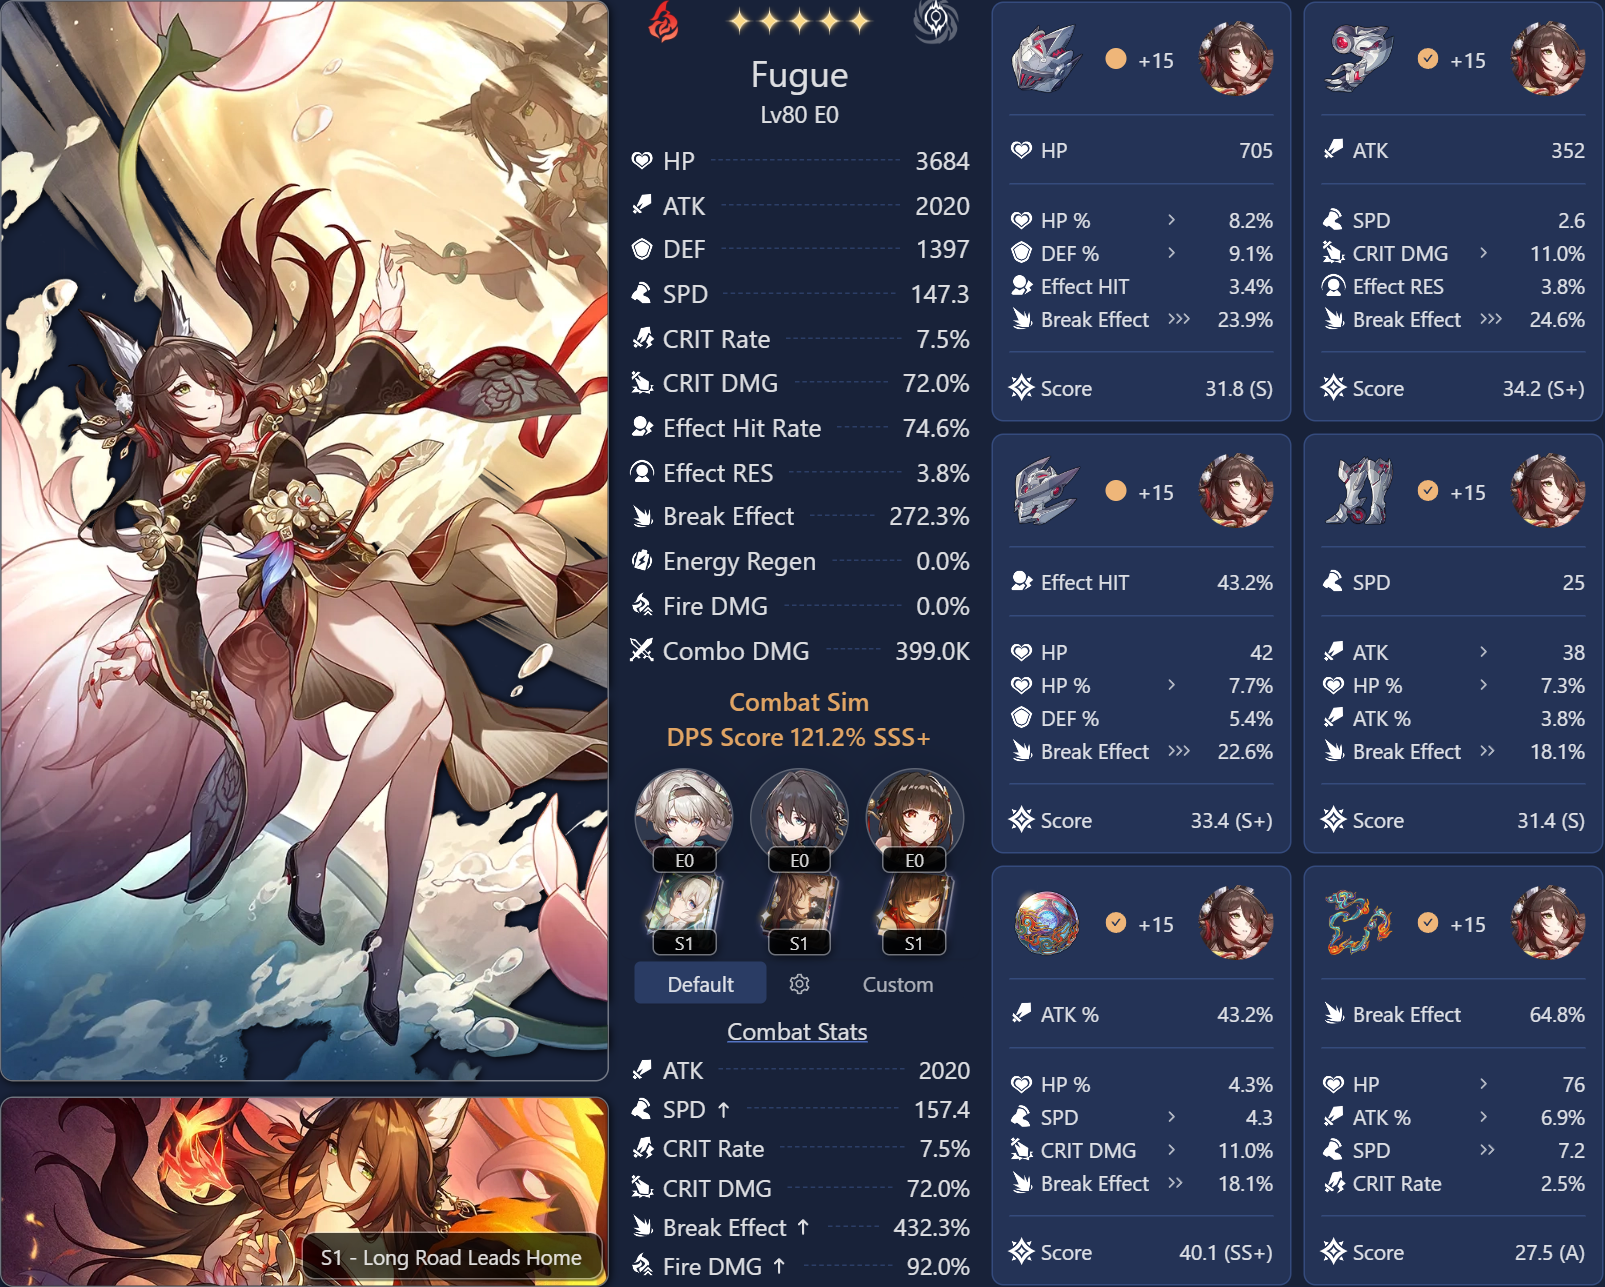 Fugue
Lv80 E0
HP 3684
ATK 2020
DEF 1397
SPD 147.3
CRIT Rate 7.5%
CRIT DMG 72.0%
Effect Hit Rate 74.6%
Effect RES 3.8%
Break Effect 272.3%
Energy Regen 0.0%
Fire DMG 0.0%
Combo DMG 399.0K
Combat Sim
DPS Score 121.2% SSS+
E0 E0 E0
S1 S1 S1
Default Custom
Combat Stats
ATK 2020
SPD ↑ 157.4
CRIT Rate 7.5%
CRIT DMG 72.0%
Break Effect ↑ 432.3%
Fire DMG ↑ 92.0%
S1 - Long Road Leads Home
+15
HP 705
HP % > 8.2%
DEF % > 9.1%
Effect HIT 3.4%
Break Effect >>> 23.9%
Score 31.8 (S)
+15
ATK 352
SPD 2.6
CRIT DMG > 11.0%
Effect RES 3.8%
Break Effect >>> 24.6%
Score 34.2 (S+)
+15
Effect HIT 43.2%
HP 42
HP % > 7.7%
DEF % 5.4%
Break Effect >>> 22.6%
Score 33.4 (S+)
+15
SPD 25
ATK > 38
HP % > 7.3%
ATK % 3.8%
Break Effect >> 18.1%
Score 31.4 (S)
+15
ATK % 43.2%
HP % 4.3%
SPD > 4.3
CRIT DMG > 11.0%
Break Effect >> 18.1%
Score 40.1 (SS+)
+15
Break Effect 64.8%
HP > 76
ATK % > 6.9%
SPD >> 7.2
CRIT Rate 2.5%
Score 27.5 (A)